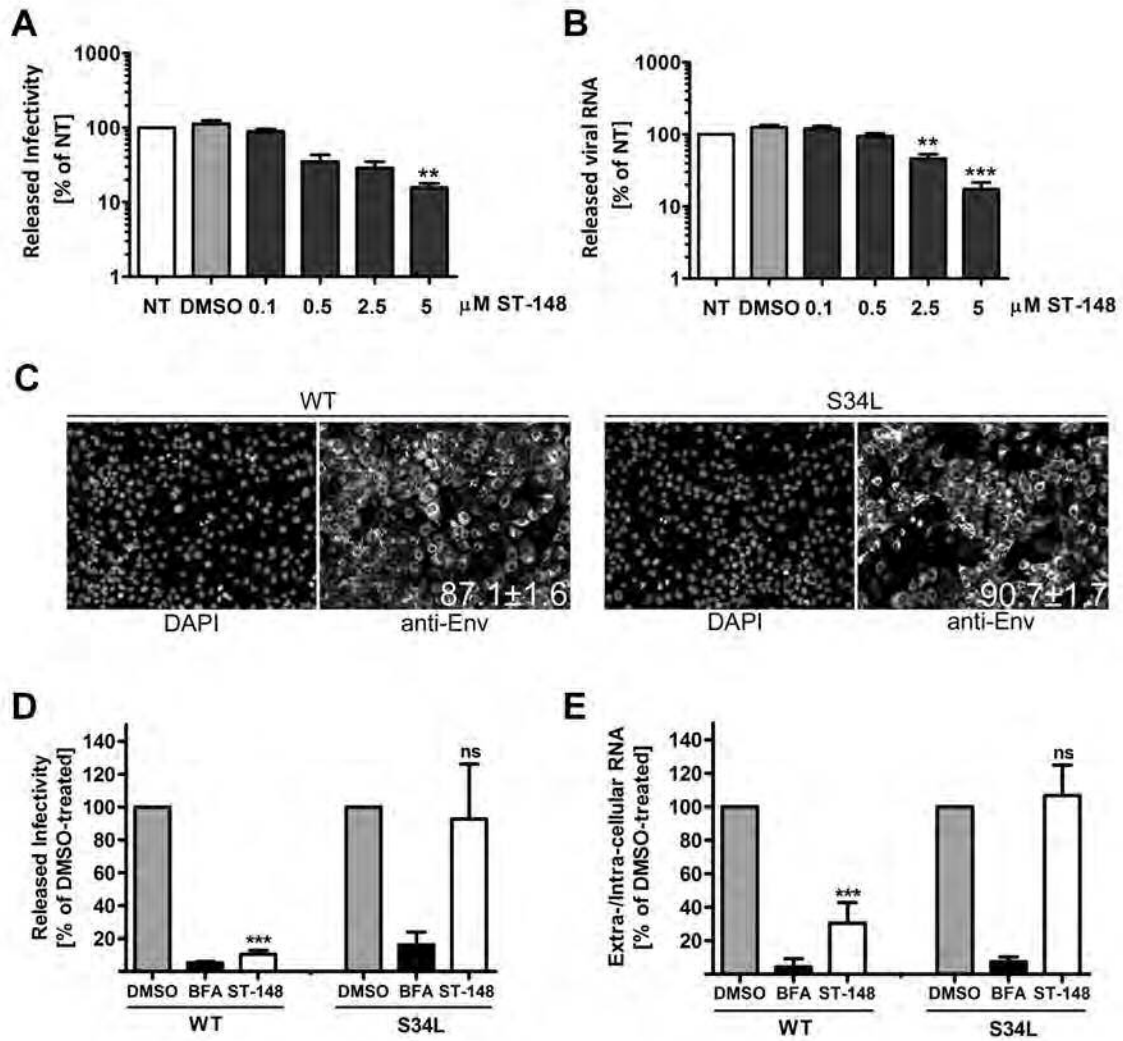 A
Released Infectivity
[% of NT]
1000
100
10
1
NT DMSO 0.1 0.5 2.5 5 μM ST-148
**
B
Released viral RNA
[% of NT]
1000
100
10
1
NT DMSO 0.1 0.5 2.5 5 μM ST-148
**
***
C
WT
S34L
87.1±1.6
90.7±1.7
DAPI
anti-Env
DAPI
anti-Env
D
Released Infectivity
[% of DMSO-treated]
140
120
100
80
60
40
20
***
ns
DMSO BFA ST-148
DMSO BFA ST-148
WT
S34L
E
Extra-/Intra-cellular RNA
[% of DMSO-treated]
140
120
100
80
60
40
20
***
ns
DMSO BFA ST-148
DMSO BFA ST-148
WT
S34L